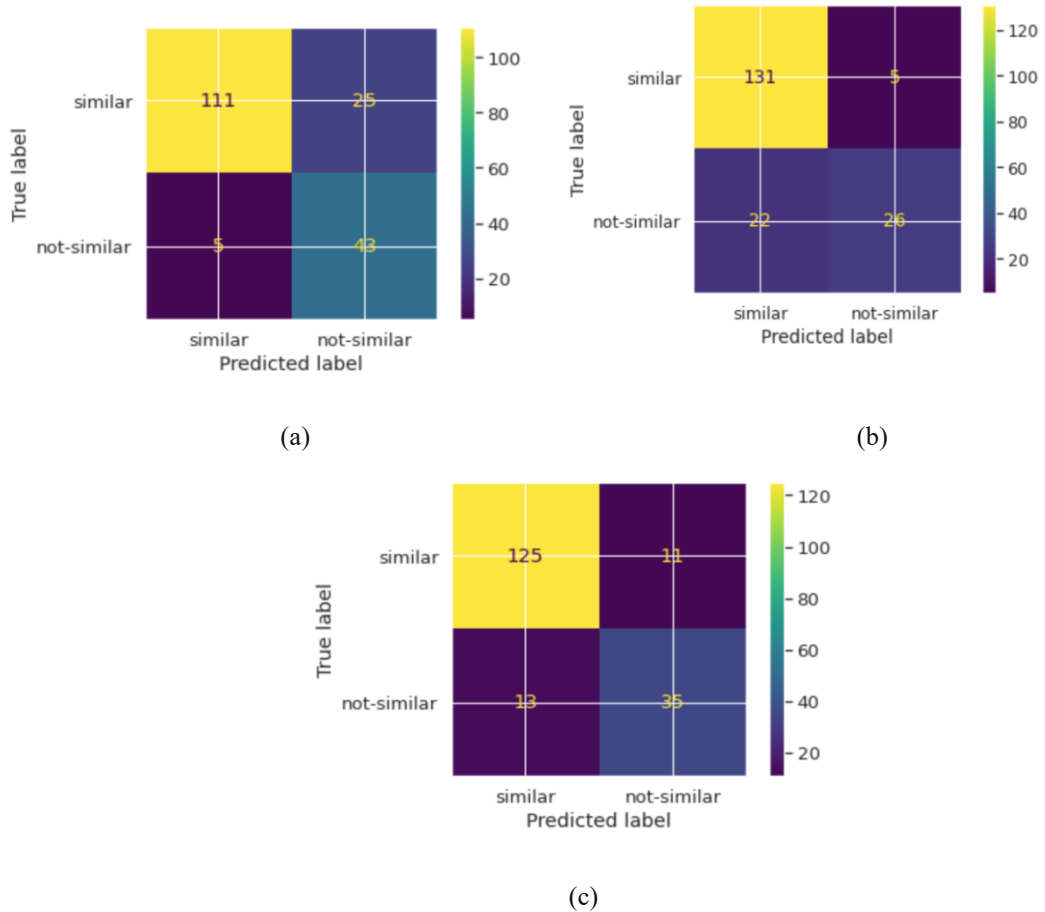 100
80
60
40
20
similar
111
25
True label
not-similar
5
43
similar
not-similar
Predicted label
(a)
120
100
80
60
40
20
similar
131
5
True label
not-similar
22
26
similar
not-similar
Predicted label
(b)
120
100
80
60
40
20
similar
125
11
True label
not-similar
13
35
similar
not-similar
Predicted label
(c)